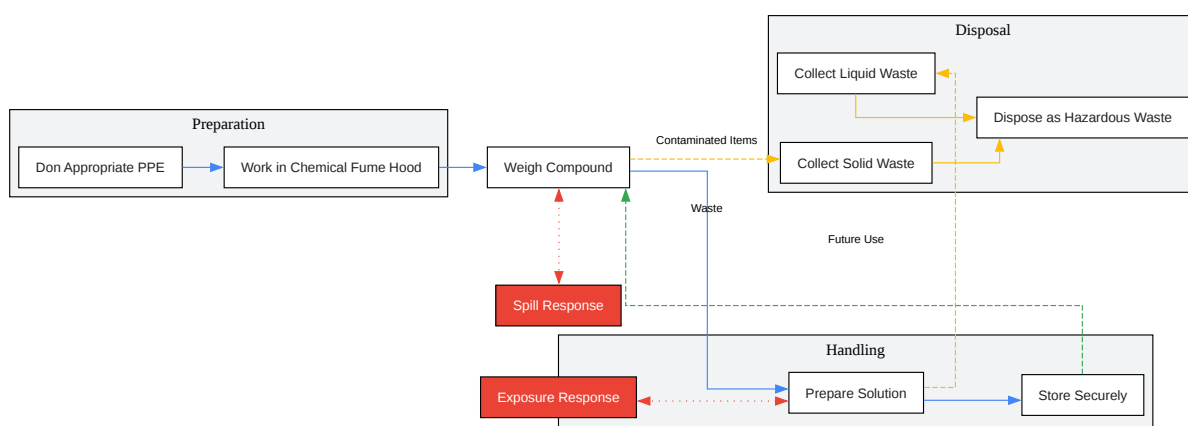 Disposal
Collect Liquid Waste
Dispose as Hazardous Waste
Preparation
Don Appropriate PPE
Work in Chemical Fume Hood
Weigh Compound
Contaminated Items
Collect Solid Waste
Waste
Future Use
Spill Response
Handling
Exposure Response
Prepare Solution
Store Securely